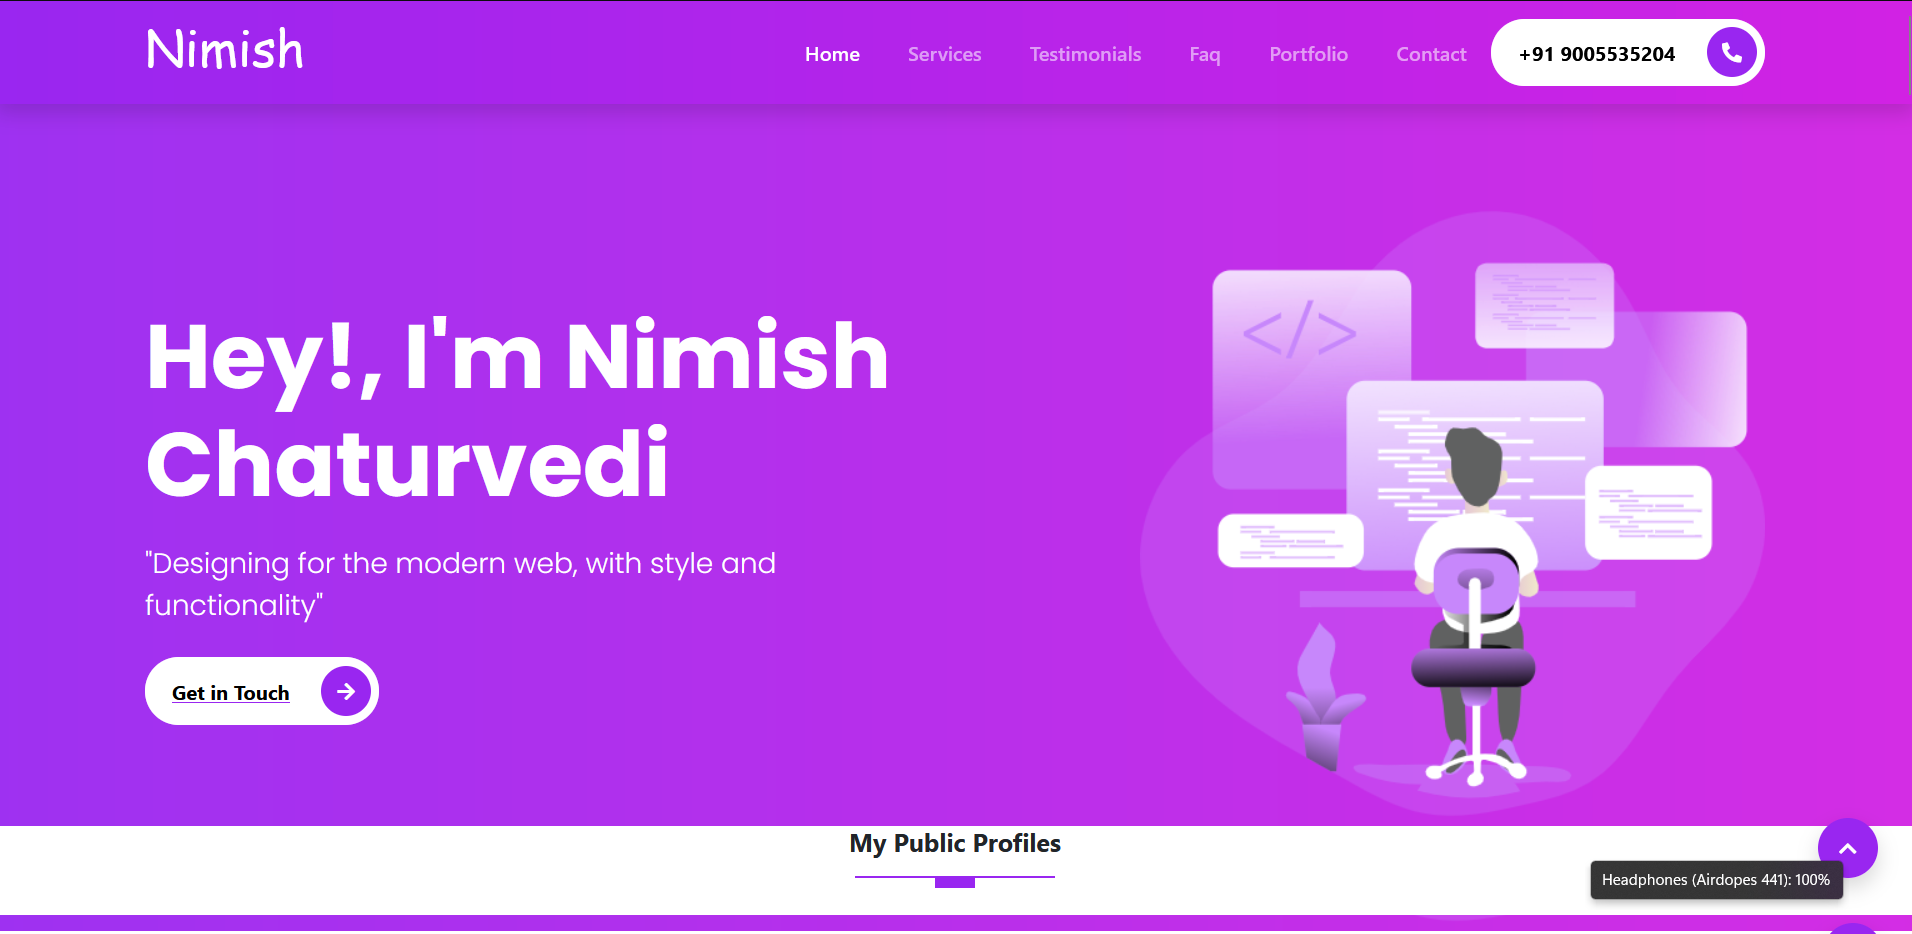 Nimish
Home Services Testimonials Faq Portfolio Contact +91 9005535204
</>
Hey!, I'm Nimish
Chaturvedi
"Designing for the modern web, with style and
functionality"
Get in Touch
My Public Profiles
Headphones (Airdopes 441): 100%